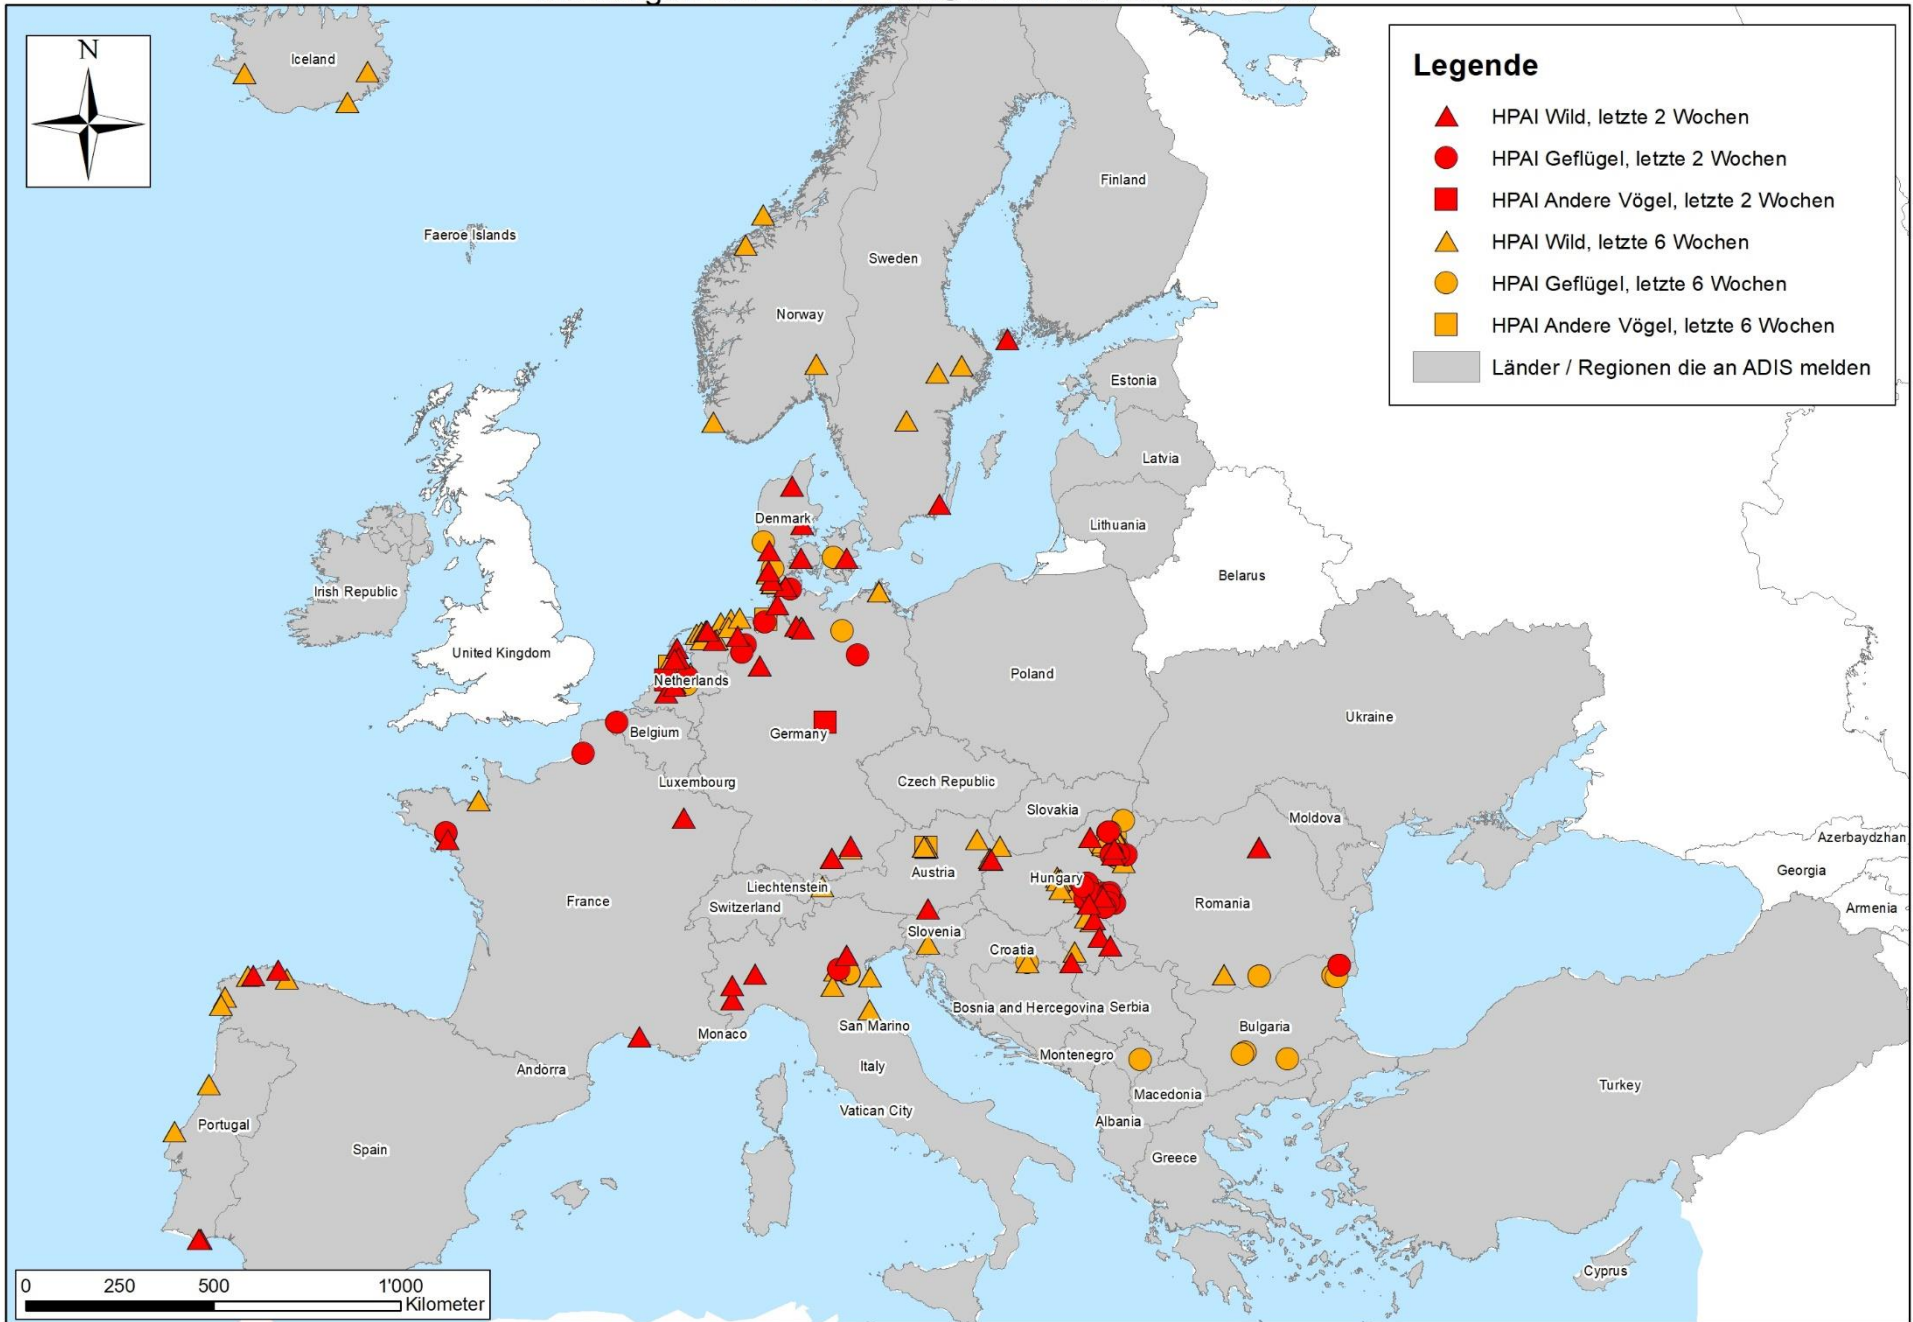 N
Legende
HPAI Wild, letzte 2 Wochen
HPAI Geflügel, letzte 2 Wochen
HPAI Andere Vögel, letzte 2 Wochen
HPAI Wild, letzte 6 Wochen
HPAI Geflügel, letzte 6 Wochen
HPAI Andere Vögel, letzte 6 Wochen
Länder / Regionen die an ADIS melden
Iceland
Finland
Faeroe Islands
Sweden
Norway
Estonia
Latvia
Denmark
Lithuania
Belarus
Irish Republic
United Kingdom
Netherlands
Poland
Ukraine
Belgium
Germany
Luxembourg
Czech Republic
Slovakia
Moldova
Azerbaydzhan
Georgia
Austria
Hungary
Liechtenstein
Switzerland
France
Romania
Armenia
Slovenia
Croatia
Bosnia and Hercegovina
Serbia
San Marino
Bulgaria
Monaco
Montenegro
Andorra
Italy
Turkey
Macedonia
Vatican City
Albania
Portugal
Spain
Greece
Cyprus
0 250 500 1'000
Kilometer